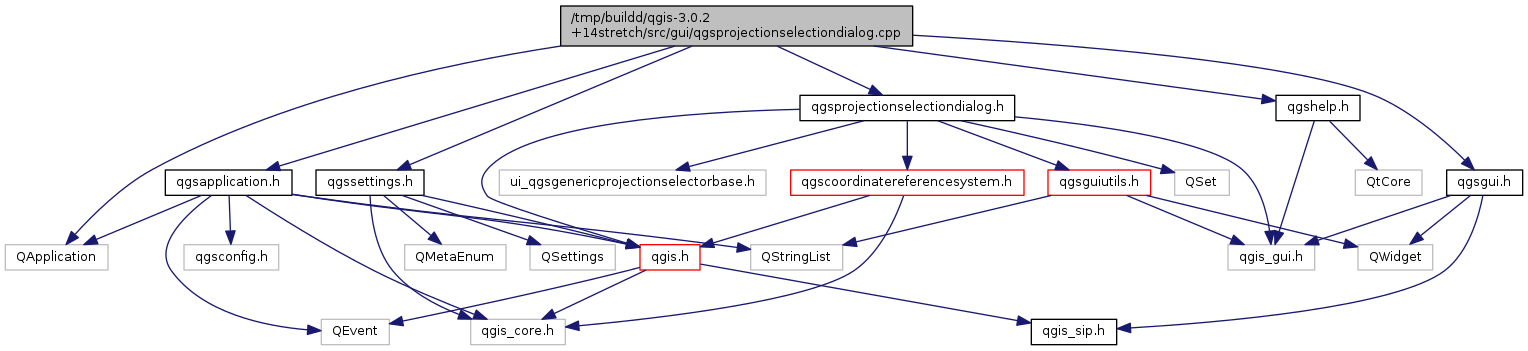 /tmp/buildd/qgis-3.0.2
+14stretch/src/gui/qgsprojectionselectiondialog.cpp
qgsprojectionselectiondialog.h
qgshelp.h
qgsapplication.h
qgssettings.h
ui_qgsgenericprojectionselectorbase.h
qgscoordinatereferencesystem.h
qgsguiutils.h
QSet
QtCore
qgsgui.h
QApplication
qgsconfig.h
QMetaEnum
QSettings
qgis.h
QStringList
qgis_gui.h
QWidget
QEvent
qgis_core.h
qgis_sip.h